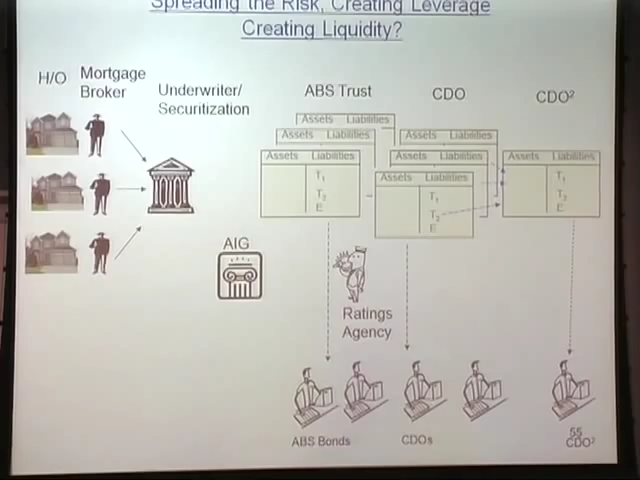 Spreading the Risk, Creating Leverage
Creating Liquidity?
H/O
Mortgage
Broker
Underwriter/
Securitization
ABS Trust
CDO
CDO²
Assets Liabilities
Assets Liabilities
Assets Liabilities
T₁
T₂
E
Assets Liabilities
Assets Liabilities
Assets Liabilities
T₁
T₂
E
Assets Liabilities
T₁
T₂
E
AIG
Ratings
Agency
ABS Bonds
CDOs
55
CDO²